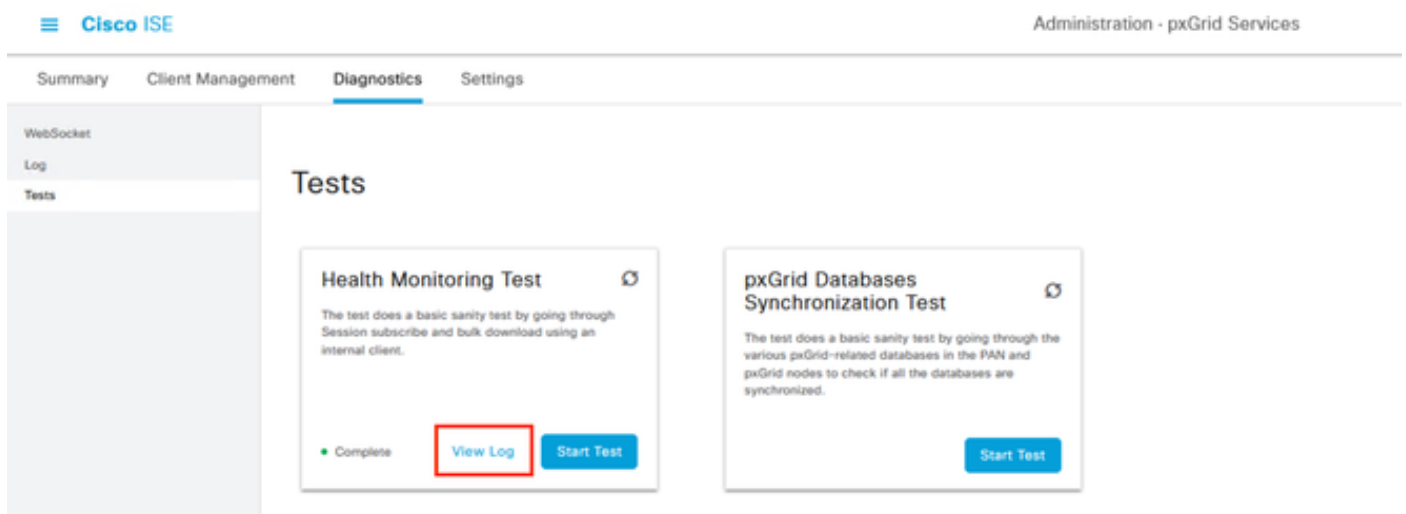 Cisco ISE
Administration - pxGrid Services
Summary Client Management Diagnostics Settings
WebSocket
Log
Tests
Tests
Health Monitoring Test
The test does a basic sanity test by going through
Session subscribe and bulk download using an
internal client.
Complete View Log Start Test
pxGrid Databases
Synchronization Test
The test does a basic sanity test by going through the
various pxGrid-related databases in the PAN and
pxGrid nodes to check if all the databases are
synchronized.
Start Test